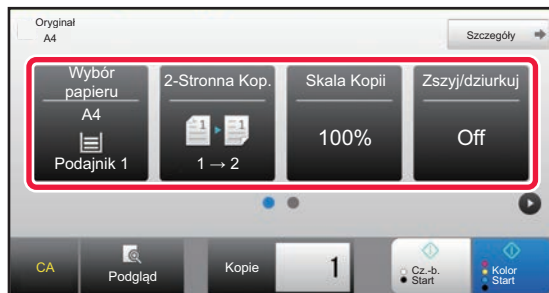 Oryginał
A4
Szczegóły
Wybór
papieru
A4
Podajnik 1
2-Stronna Kop.
1 → 2
Skala Kopii
100%
Zszyj/dziurkuj
Off
CA
Podgląd
Kopie
1
Cz.-b.
Start
Kolor
Start